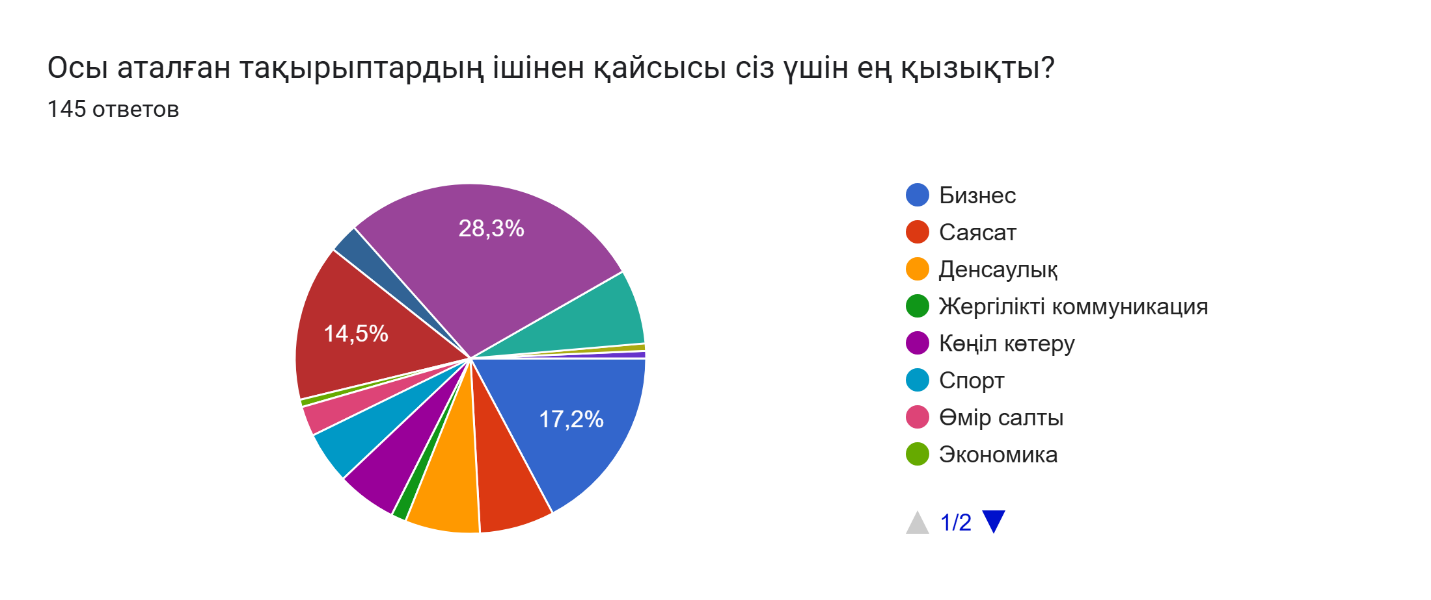 Осы аталған тақырыптардың ішінен қайсысы сіз үшін ең қызықты?
145 ответов
28,3%
14,5%
17,2%
Бизнес
Саясат
Денсаулық
Жергілікті коммуникация
Көңіл көтеру
Спорт
Өмір салты
Экономика
1/2